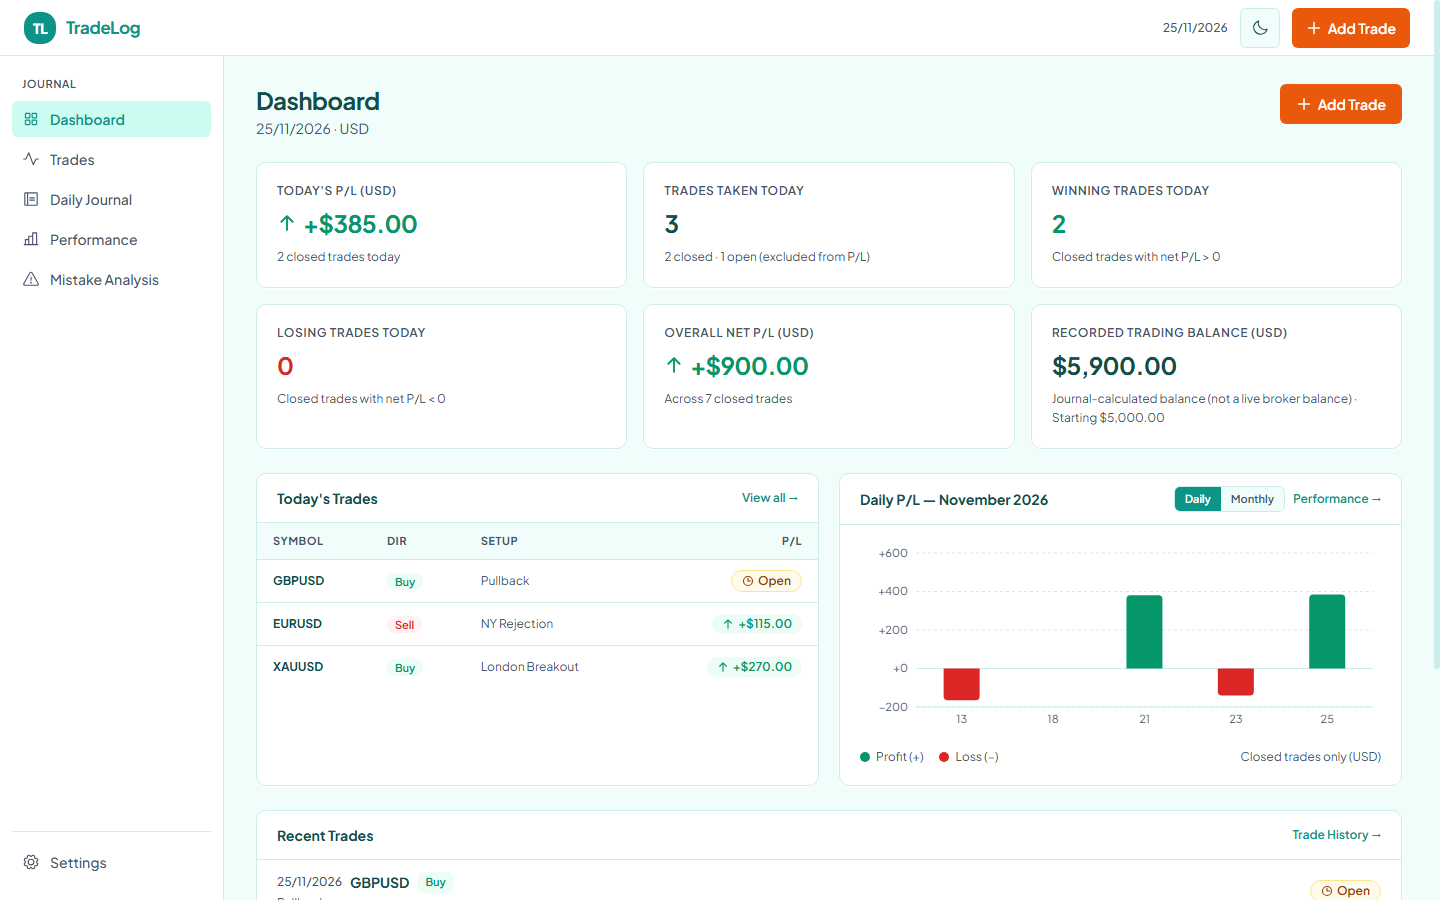 TL TradeLog
25/11/2026
+ Add Trade
JOURNAL
Dashboard
Trades
Daily Journal
Performance
Mistake Analysis
Settings
Dashboard
25/11/2026 · USD
+ Add Trade
TODAY'S P/L (USD)
↑ +$385.00
2 closed trades today
TRADES TAKEN TODAY
3
2 closed · 1 open (excluded from P/L)
WINNING TRADES TODAY
2
Closed trades with net P/L > 0
LOSING TRADES TODAY
0
Closed trades with net P/L < 0
OVERALL NET P/L (USD)
↑ +$900.00
Across 7 closed trades
RECORDED TRADING BALANCE (USD)
$5,900.00
Journal-calculated balance (not a live broker balance) ·
Starting $5,000.00
Today's Trades View all →
SYMBOL DIR SETUP P/L
GBPUSD Buy Pullback Open
EURUSD Sell NY Rejection ↑ +$115.00
XAUUSD Buy London Breakout ↑ +$270.00
Daily P/L — November 2026 Daily Monthly Performance →
+600
+400
+200
+0
−200
13 18 21 23 25
Profit (+) Loss (−) Closed trades only (USD)
Recent Trades Trade History →
25/11/2026 GBPUSD Buy Open